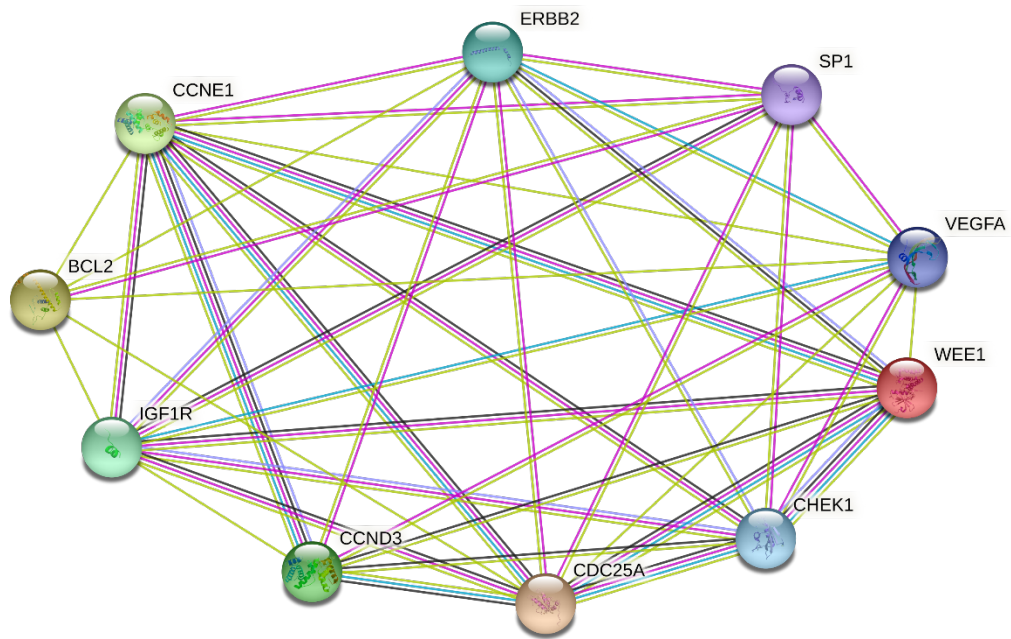 ERBB2
SP1
CCNE1
VEGFA
BCL2
WEE1
IGF1R
CHEK1
CCND3
CDC25A